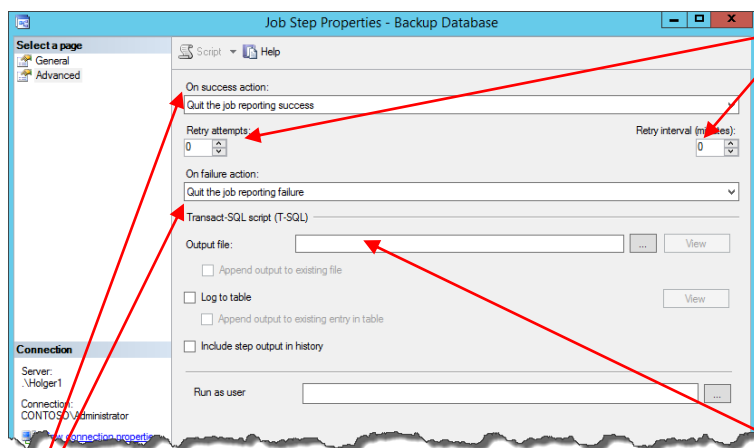 Job Step Properties - Backup Database
Select a page
General
Advanced
Script
Help
On success action:
Quit the job reporting success
Retry attempts:
Retry interval (minutes):
0
0
On failure action:
Quit the job reporting failure
Transact-SQL script (T-SQL)
Output file:
...
View
Append output to existing file
Log to table
View
Append output to existing entry in table
Include step output in history
Run as user
...
Connection
Server:
.\Holger1
Connection:
CONTOSO\Administrator
connection propertie